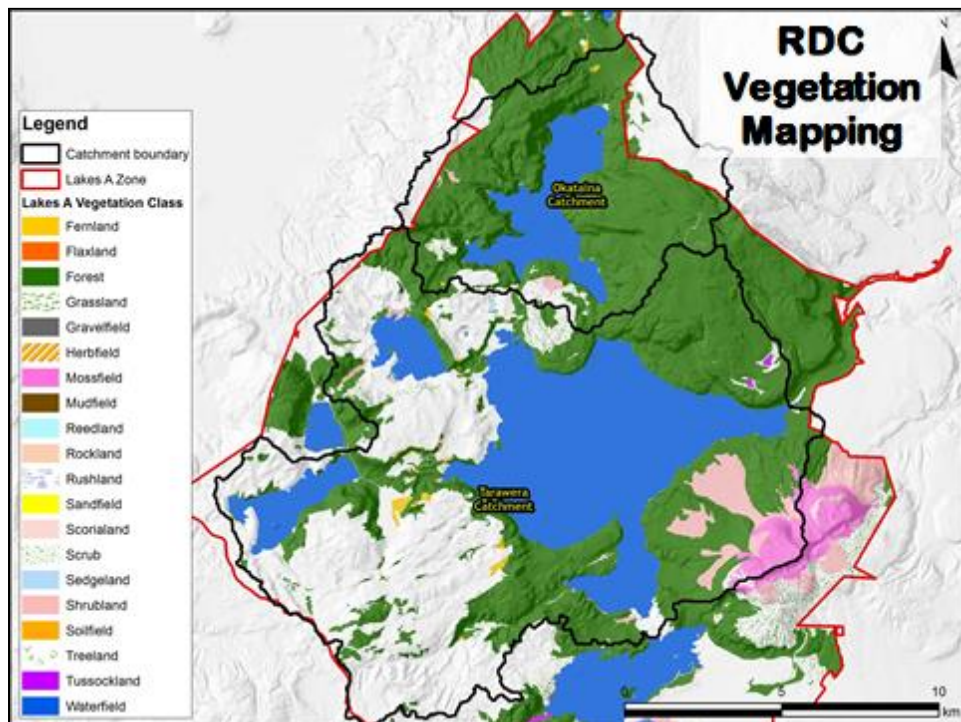 RDC
Vegetation
Mapping
N
Legend
Catchment boundary
Lakes A Zone
Lakes A Vegetation Class
Fernland
Flaxland
Forest
Grassland
Gravelfield
Herbfield
Mossfield
Mudfield
Reedland
Rockland
Rushland
Sandfield
Scorialand
Scrub
Sedgeland
Shrubland
Soilfield
Treeland
Tussockland
Waterfield
Okataina
Catchment
Tarawera
Catchment
0 5 10
km